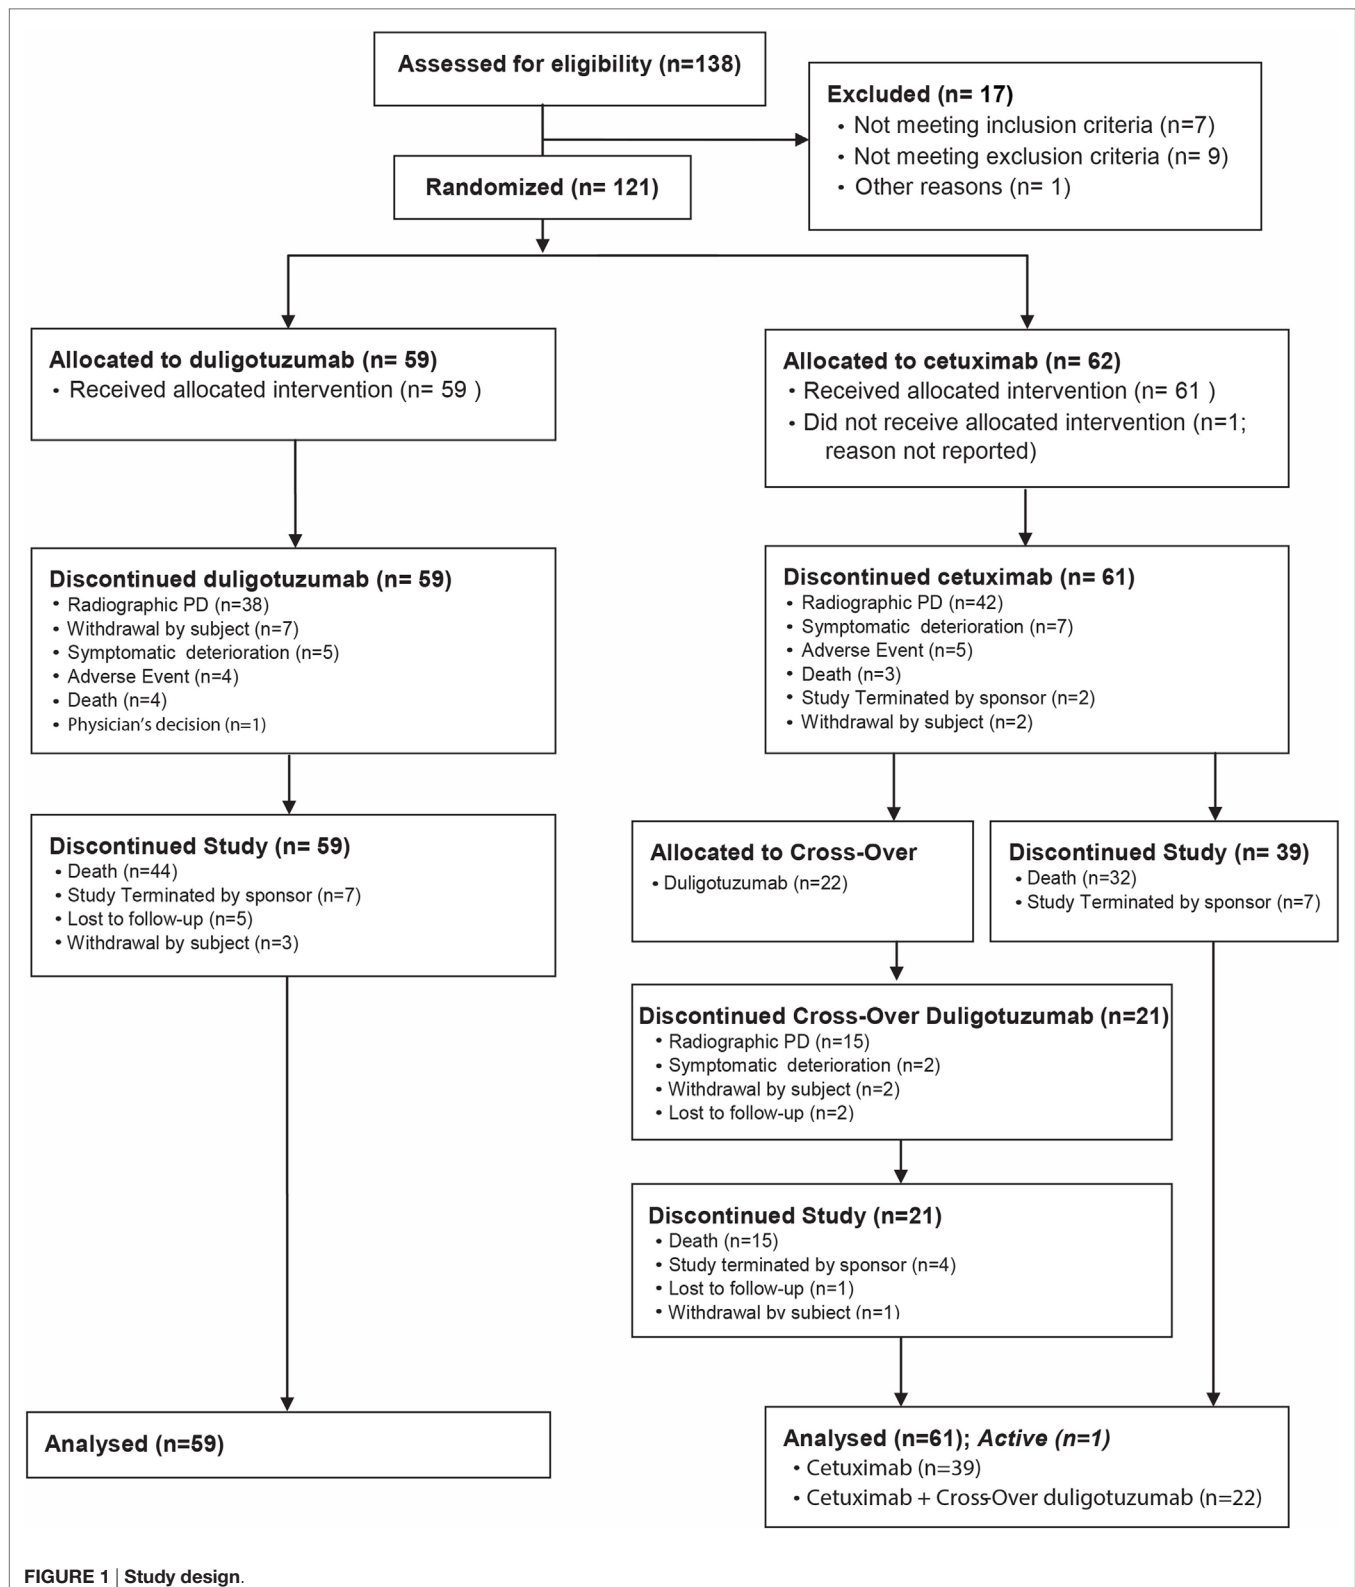 Assessed for eligibility (n=138)
Excluded (n= 17)
• Not meeting inclusion criteria (n=7)
• Not meeting exclusion criteria (n= 9)
• Other reasons (n= 1)
Randomized (n= 121)
Allocated to duligotuzumab (n= 59)
• Received allocated intervention (n= 59 )
Allocated to cetuximab (n= 62)
• Received allocated intervention (n= 61 )
• Did not receive allocated intervention (n=1;
reason not reported)
Discontinued duligotuzumab (n= 59)
• Radiographic PD (n=38)
• Withdrawal by subject (n=7)
• Symptomatic deterioration (n=5)
• Adverse Event (n=4)
• Death (n=4)
• Physician's decision (n=1)
Discontinued cetuximab (n= 61)
• Radiographic PD (n=42)
• Symptomatic deterioration (n=7)
• Adverse Event (n=5)
• Death (n=3)
• Study Terminated by sponsor (n=2)
• Withdrawal by subject (n=2)
Discontinued Study (n= 59)
• Death (n=44)
• Study Terminated by sponsor (n=7)
• Lost to follow-up (n=5)
• Withdrawal by subject (n=3)
Allocated to Cross-Over
• Duligotuzumab (n=22)
Discontinued Study (n= 39)
• Death (n=32)
• Study Terminated by sponsor (n=7)
Discontinued Cross-Over Duligotuzumab (n=21)
• Radiographic PD (n=15)
• Symptomatic deterioration (n=2)
• Withdrawal by subject (n=2)
• Lost to follow-up (n=2)
Discontinued Study (n=21)
• Death (n=15)
• Study terminated by sponsor (n=4)
• Lost to follow-up (n=1)
• Withdrawal by subject (n=1)
Analysed (n=59)
Analysed (n=61); Active (n=1)
• Cetuximab (n=39)
• Cetuximab + Cross-Over duligotuzumab (n=22)
FIGURE 1 | Study design.